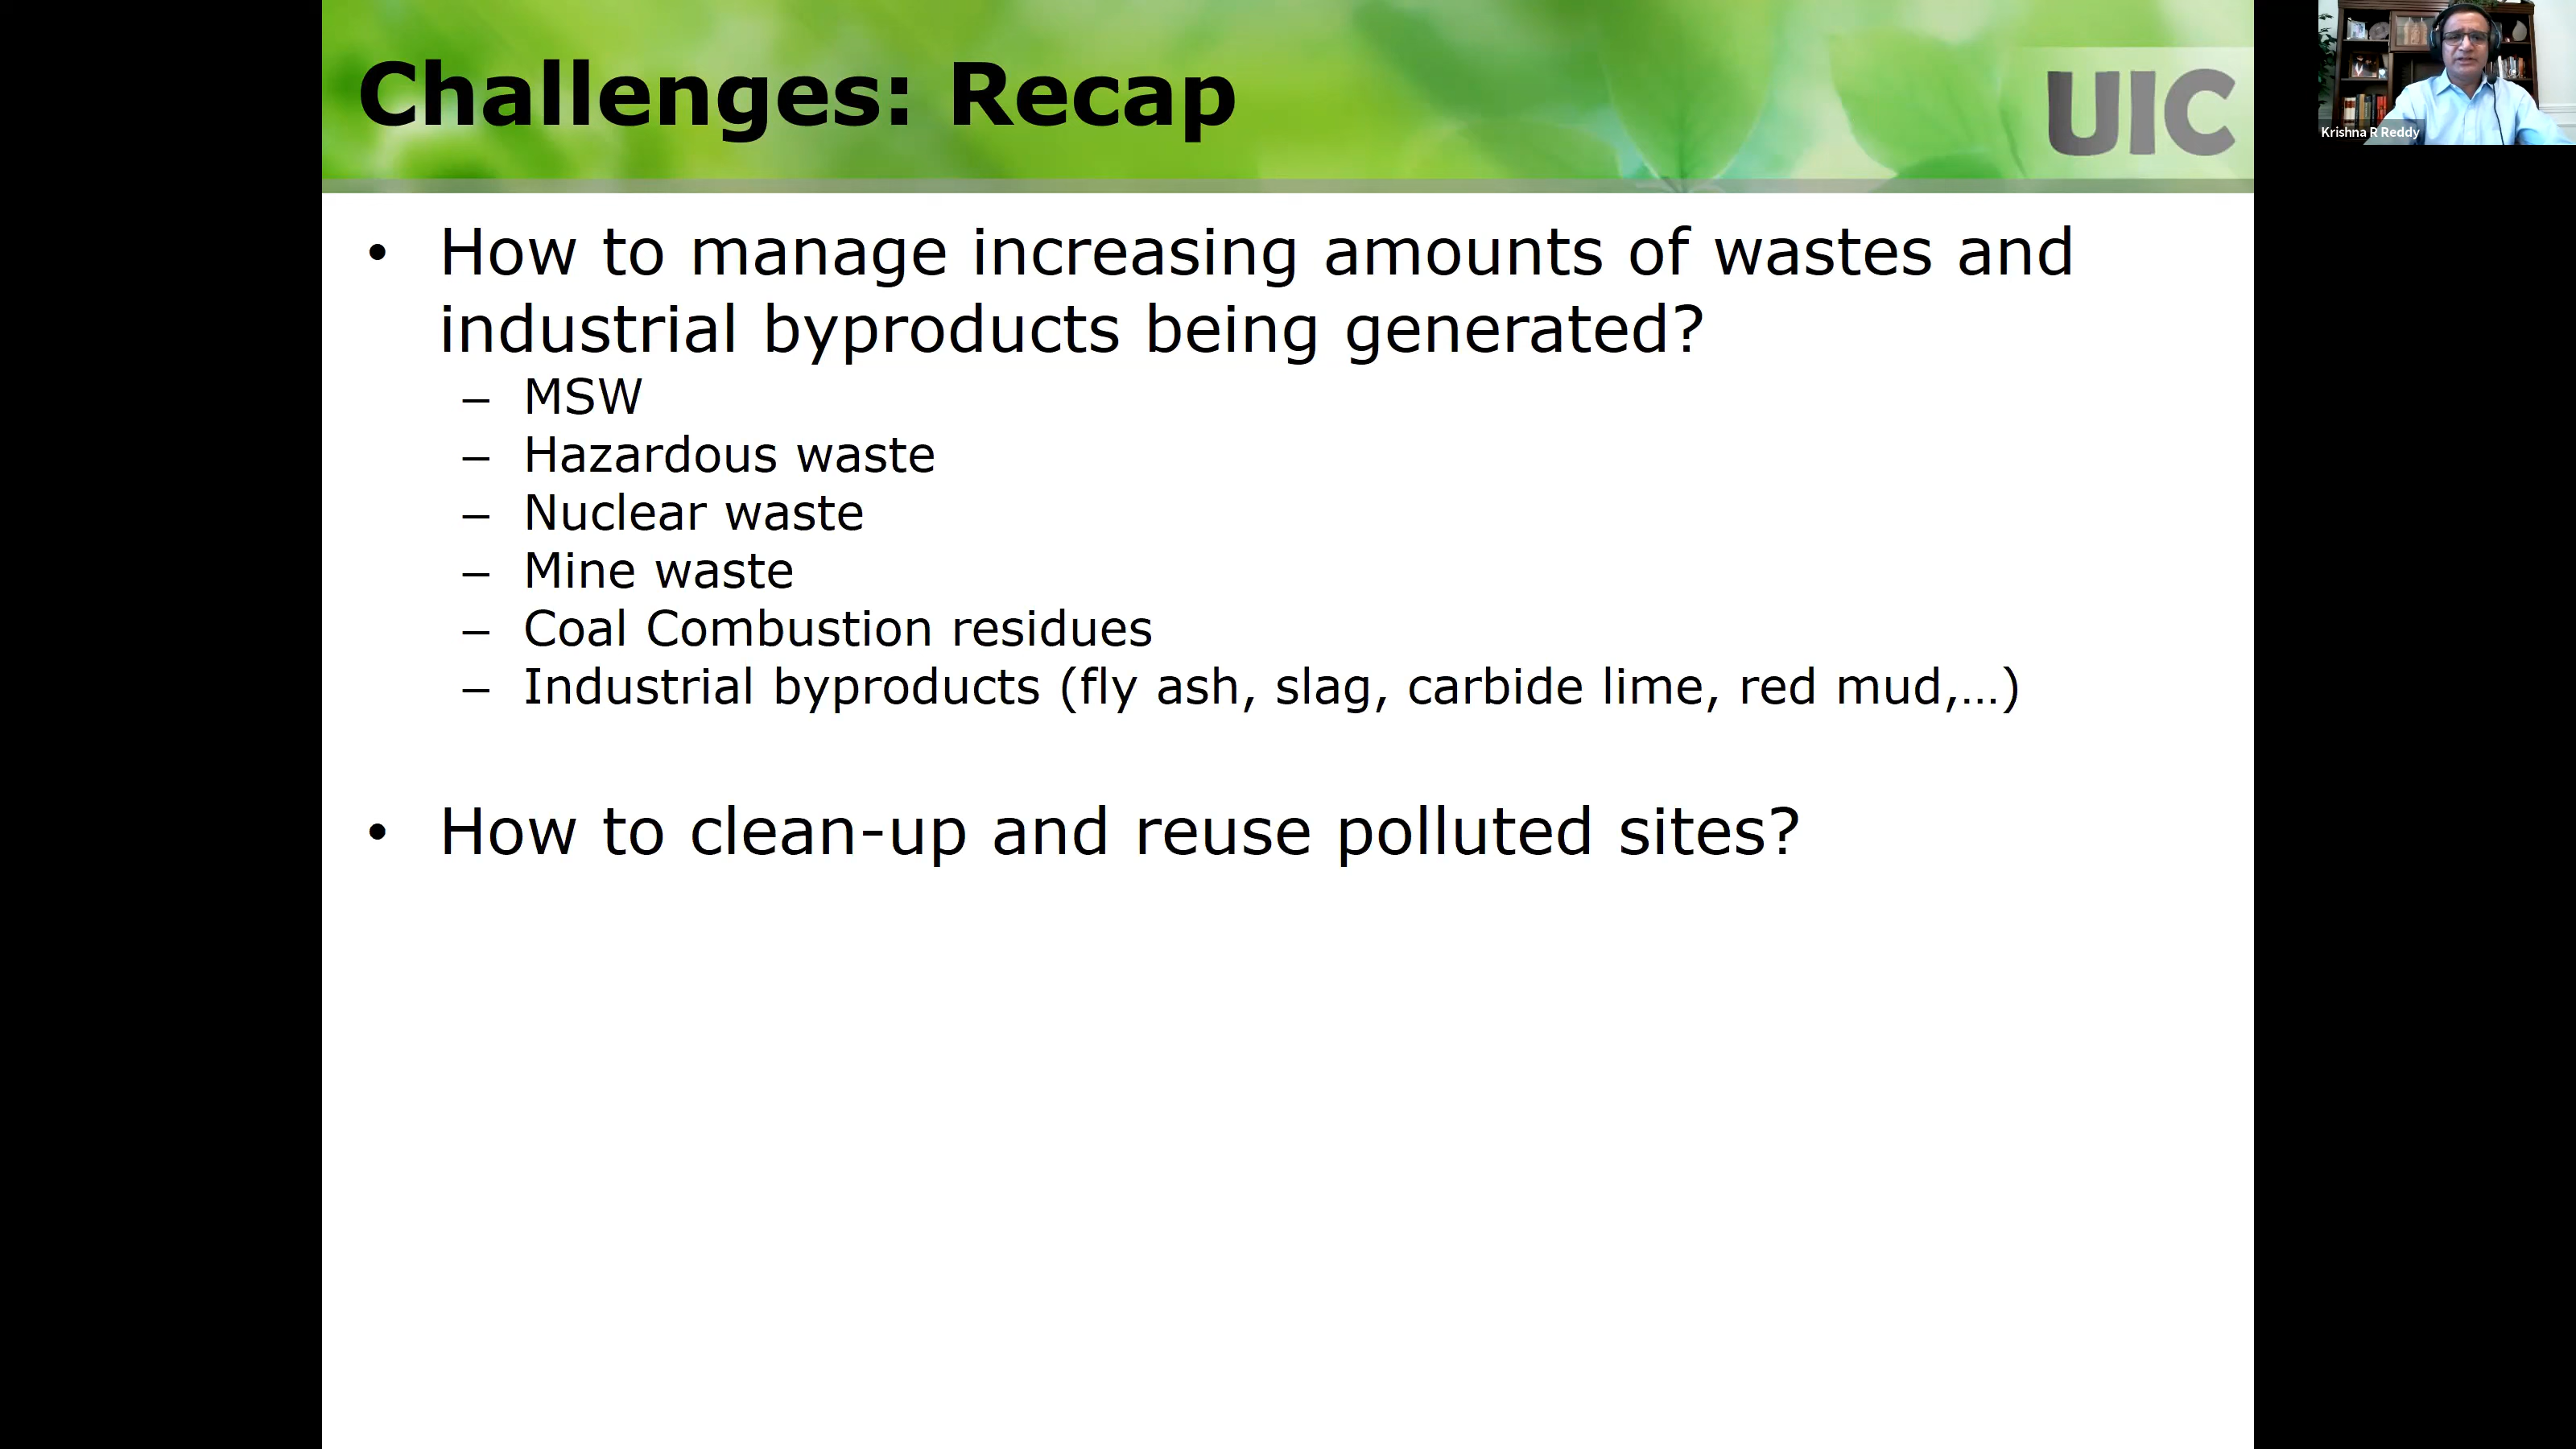 Challenges: Recap
UIC
Krishna R Reddy
• How to manage increasing amounts of wastes and
industrial byproducts being generated?
– MSW
– Hazardous waste
– Nuclear waste
– Mine waste
– Coal Combustion residues
– Industrial byproducts (fly ash, slag, carbide lime, red mud,...)
• How to clean-up and reuse polluted sites?